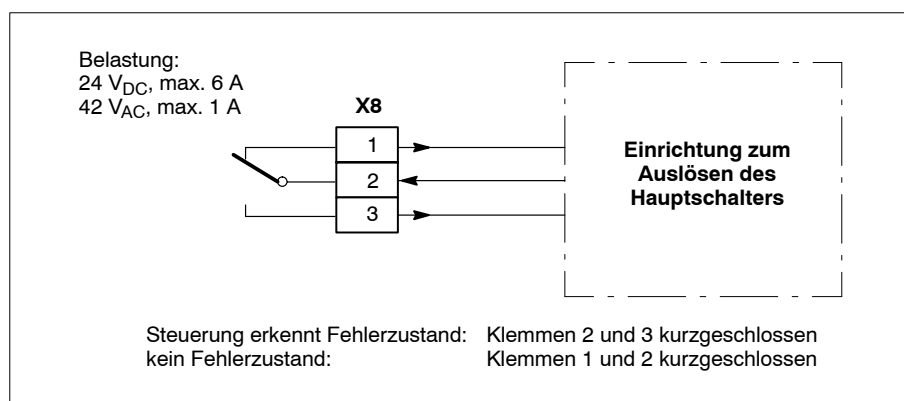 Belastung:
24 VDC, max. 6 A
42 VAC, max. 1 A
X8
1
2
3
Einrichtung zum
Auslösen des
Hauptschalters
Steuerung erkennt Fehlerzustand: Klemmen 2 und 3 kurzgeschlossen
kein Fehlerzustand: Klemmen 1 und 2 kurzgeschlossen